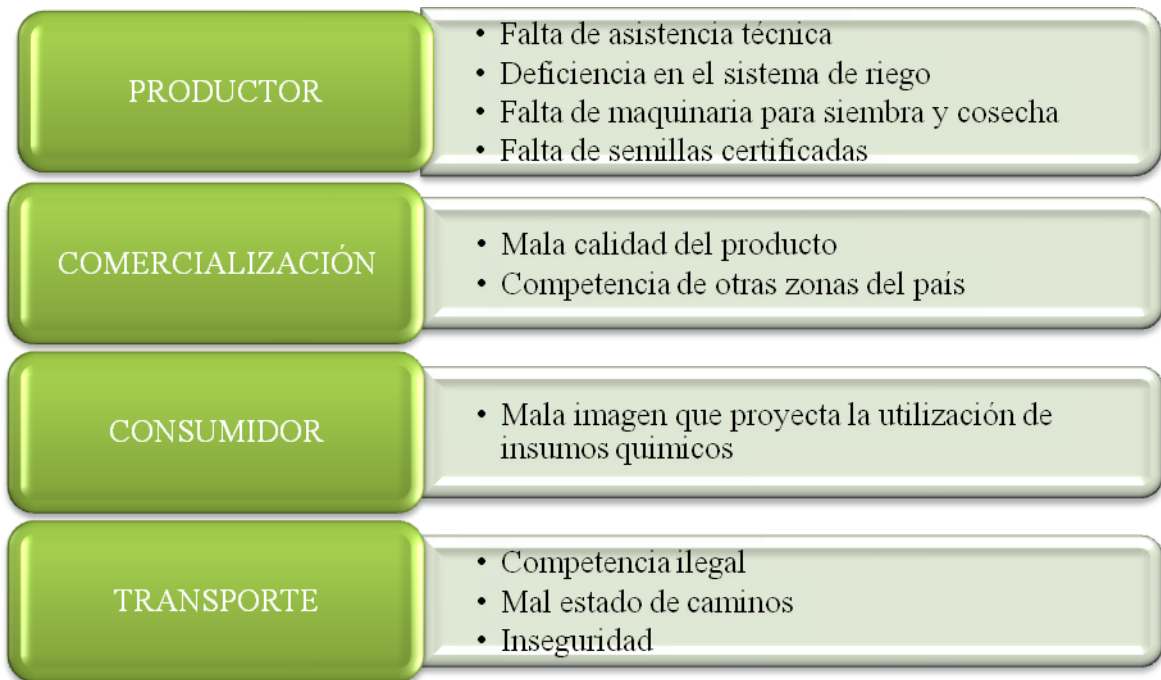 PRODUCTOR
• Falta de asistencia técnica
• Deficiencia en el sistema de riego
• Falta de maquinaria para siembra y cosecha
• Falta de semillas certificadas
COMERCIALIZACIÓN
• Mala calidad del producto
• Competencia de otras zonas del país
CONSUMIDOR
• Mala imagen que proyecta la utilización de
insumos quimicos
TRANSPORTE
• Competencia ilegal
• Mal estado de caminos
• Inseguridad